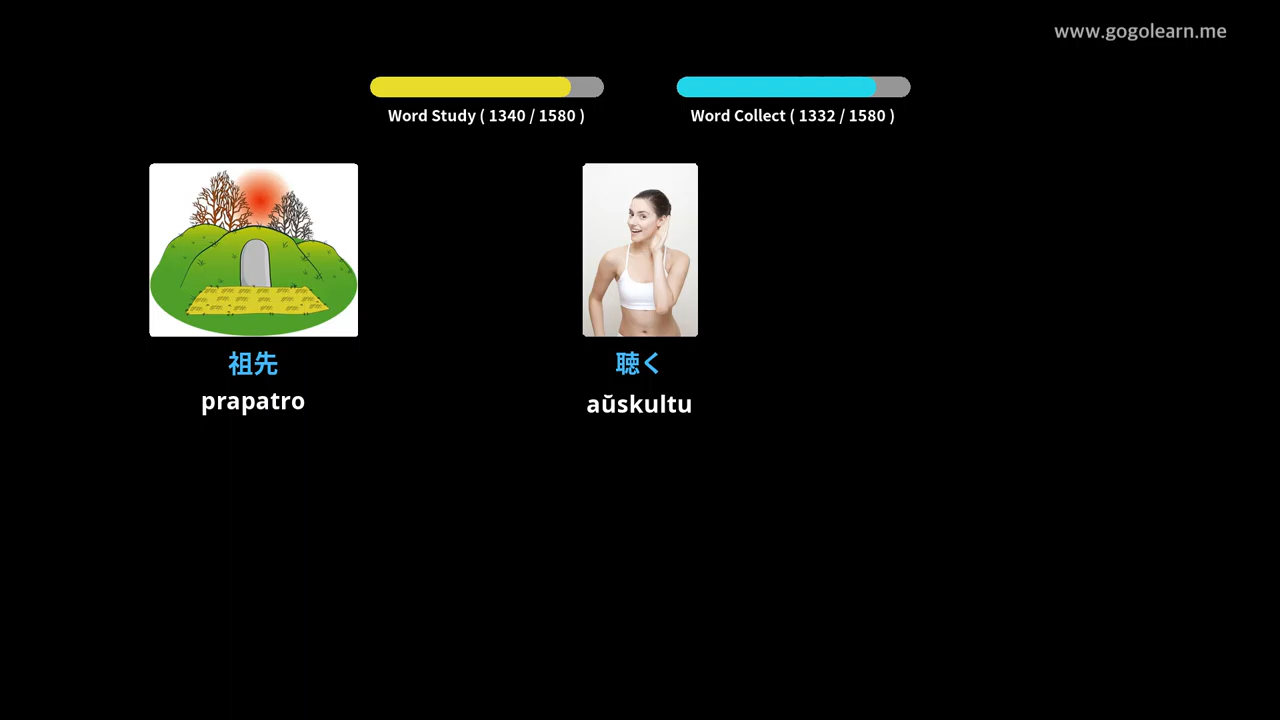 www.gogolearn.me
Word Study ( 1340 / 1580 )
Word Collect ( 1332 / 1580 )
祖先
prapatro
聴く
aŭskultu